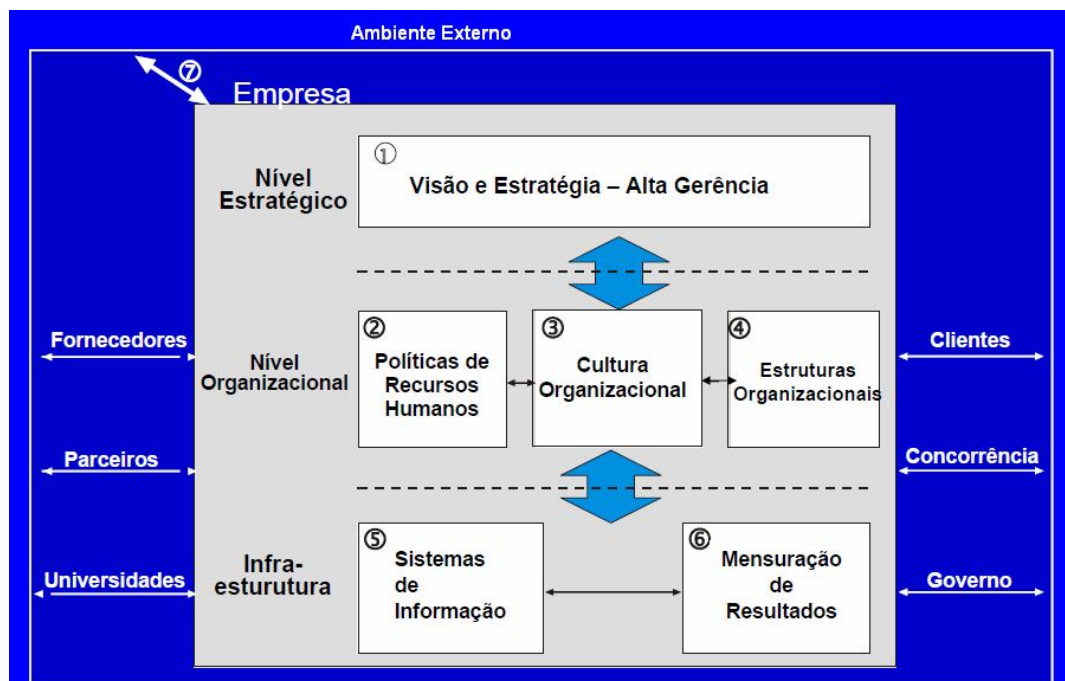 Ambiente Externo
⑦
Empresa
①
Nível
Estratégico
Visão e Estratégia – Alta Gerência
Fornecedores
Parceiros
Universidades
Nível
Organizacional
②
Políticas de
Recursos
Humanos
③
Cultura
Organizacional
④
Estruturas
Organizacionais
Clientes
Concorrência
Governo
Infra-
esturutura
⑤
Sistemas
de
Informação
⑥
Mensuração
de
Resultados